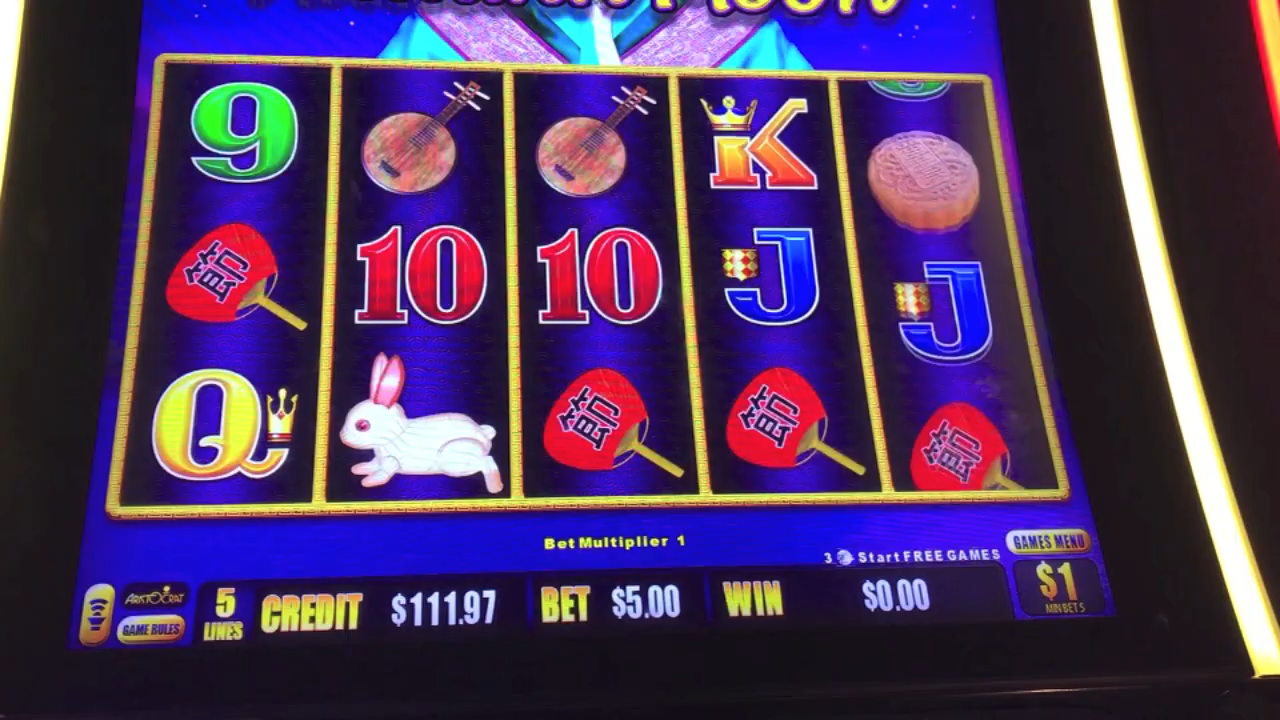 Moon
9 K
節 10 10 J J
Q 節 節 節
Bet Multiplier 1
3 Start FREE GAMES
GAMES MENU
ARISTOCRAT
GAME RULES
5 LINES
CREDIT $111.97
BET $5.00
WIN $0.00
$1
MIN BET 5